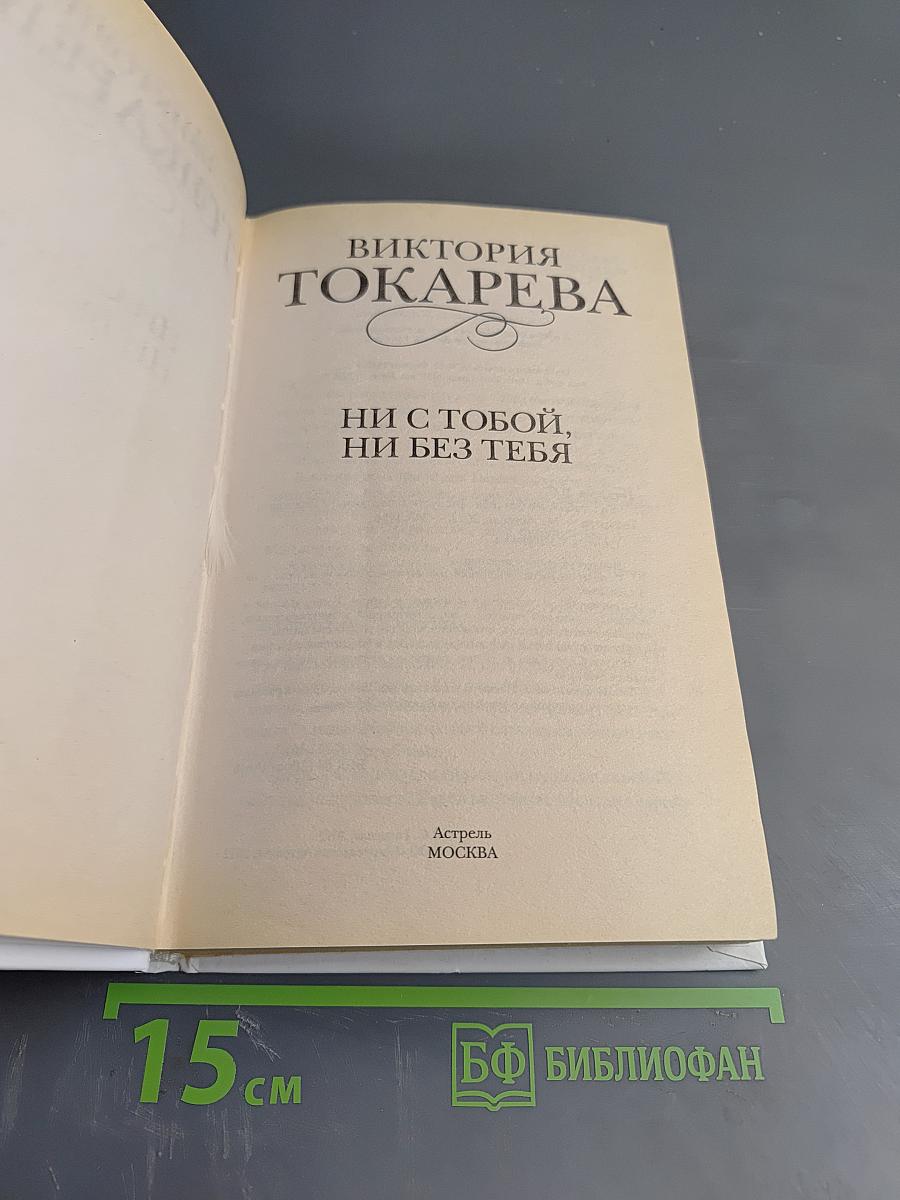 ВИКТОРИЯ
ТОКАРЕВА
НИ С ТОБОЙ,
НИ БЕЗ ТЕБЯ
Астрель
МОСКВА
15 см
БФ БИБЛИОФАН